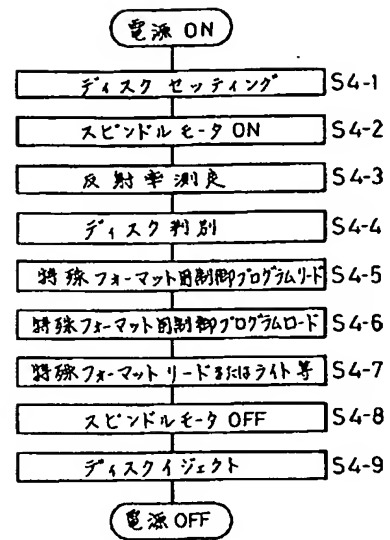 電源 ON
ディスク セッティング S4-1
スピンドルモータ ON S4-2
反射率測定 S4-3
ディスク判別 S4-4
特殊フォーマット用制御プログラムリード S4-5
特殊フォーマット用制御プログラムロード S4-6
特殊フォーマット リードまたはライト等 S4-7
スピンドルモータ OFF S4-8
ディスクイジェクト S4-9
電源 OFF